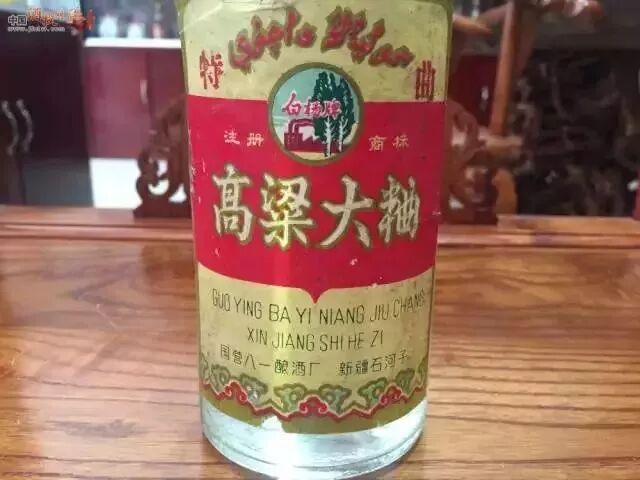 特 曲
白杨牌
注册 商标
高粱大粬
GUO YING BA YI NIANG JIU CHANG
XIN JIANG SHI HE ZI
国营八一酿酒厂 新疆石河子